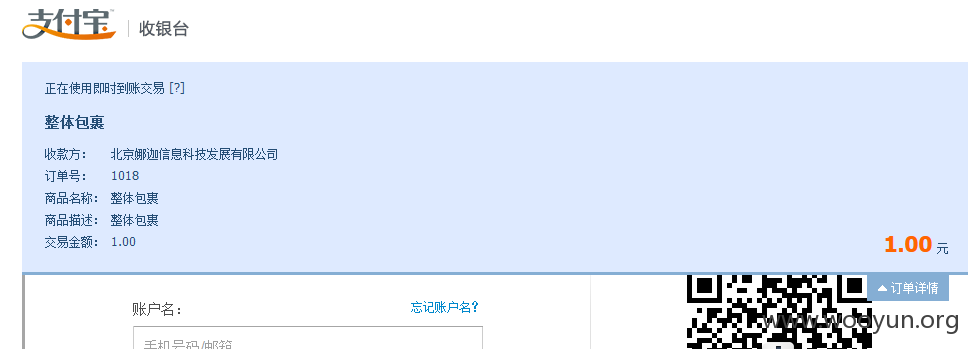 支付宝™ 收银台
正在使用即时到账交易 [?]
整体包裹
收款方: 北京娜迦信息科技发展有限公司
订单号: 1018
商品名称: 整体包裹
商品描述: 整体包裹
交易金额: 1.00
1.00 元
订单详情
账户名: 忘记账户名?
手机号码/邮箱
www.wooyun.org